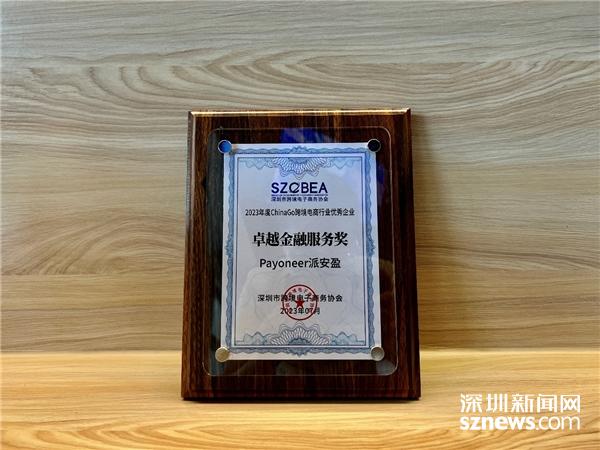 SZCBEA
深圳市跨境电子商务协会
2023年度ChinaGo跨境电商行业优秀企业
卓越金融服务奖
Payoneer派安盈
深圳市跨境电子商务协会
2023年07月
深圳新闻网
sznews.com